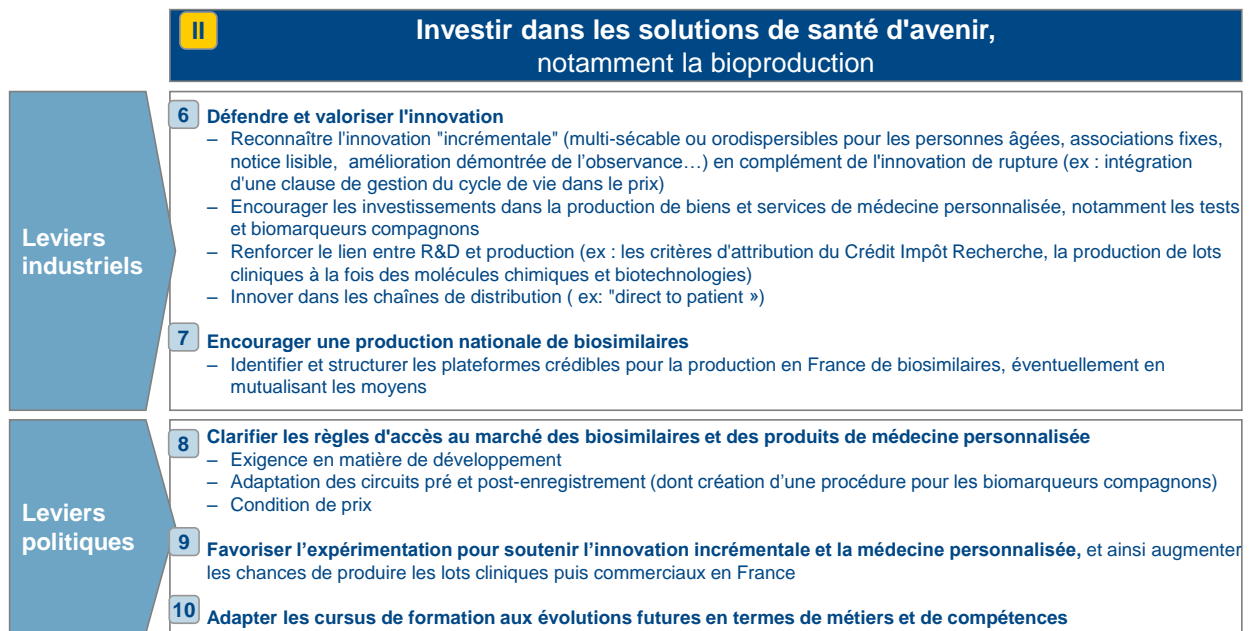 II
Investir dans les solutions de santé d'avenir,
notamment la bioproduction
Leviers
industriels
6 Défendre et valoriser l'innovation
– Reconnaître l'innovation "incrémentale" (multi-sécable ou orodispersibles pour les personnes âgées, associations fixes,
notice lisible, amélioration démontrée de l'observance…) en complément de l'innovation de rupture (ex : intégration
d'une clause de gestion du cycle de vie dans le prix)
– Encourager les investissements dans la production de biens et services de médecine personnalisée, notamment les tests
et biomarqueurs compagnons
– Renforcer le lien entre R&D et production (ex : les critères d'attribution du Crédit Impôt Recherche, la production de lots
cliniques à la fois des molécules chimiques et biotechnologies)
– Innover dans les chaînes de distribution ( ex: "direct to patient »)
7 Encourager une production nationale de biosimilaires
– Identifier et structurer les plateformes crédibles pour la production en France de biosimilaires, éventuellement en
mutualisant les moyens
Leviers
politiques
8 Clarifier les règles d'accès au marché des biosimilaires et des produits de médecine personnalisée
– Exigence en matière de développement
– Adaptation des circuits pré et post-enregistrement (dont création d'une procédure pour les biomarqueurs compagnons)
– Condition de prix
9 Favoriser l'expérimentation pour soutenir l'innovation incrémentale et la médecine personnalisée, et ainsi augmenter
les chances de produire les lots cliniques puis commerciaux en France
10 Adapter les cursus de formation aux évolutions futures en termes de métiers et de compétences